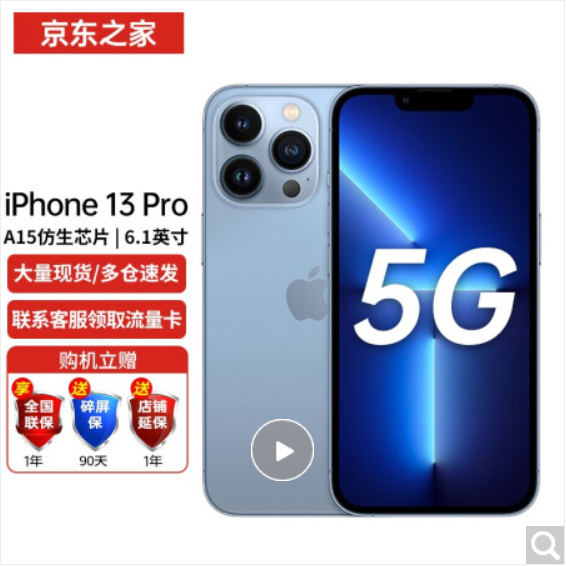 京东之家
iPhone 13 Pro
A15仿生芯片 | 6.1英寸
大量现货/多仓速发
联系客服领取流量卡
购机立赠
享 送 送
全国 碎屏 店铺
联保 保 延保
1年 90天 1年
5G